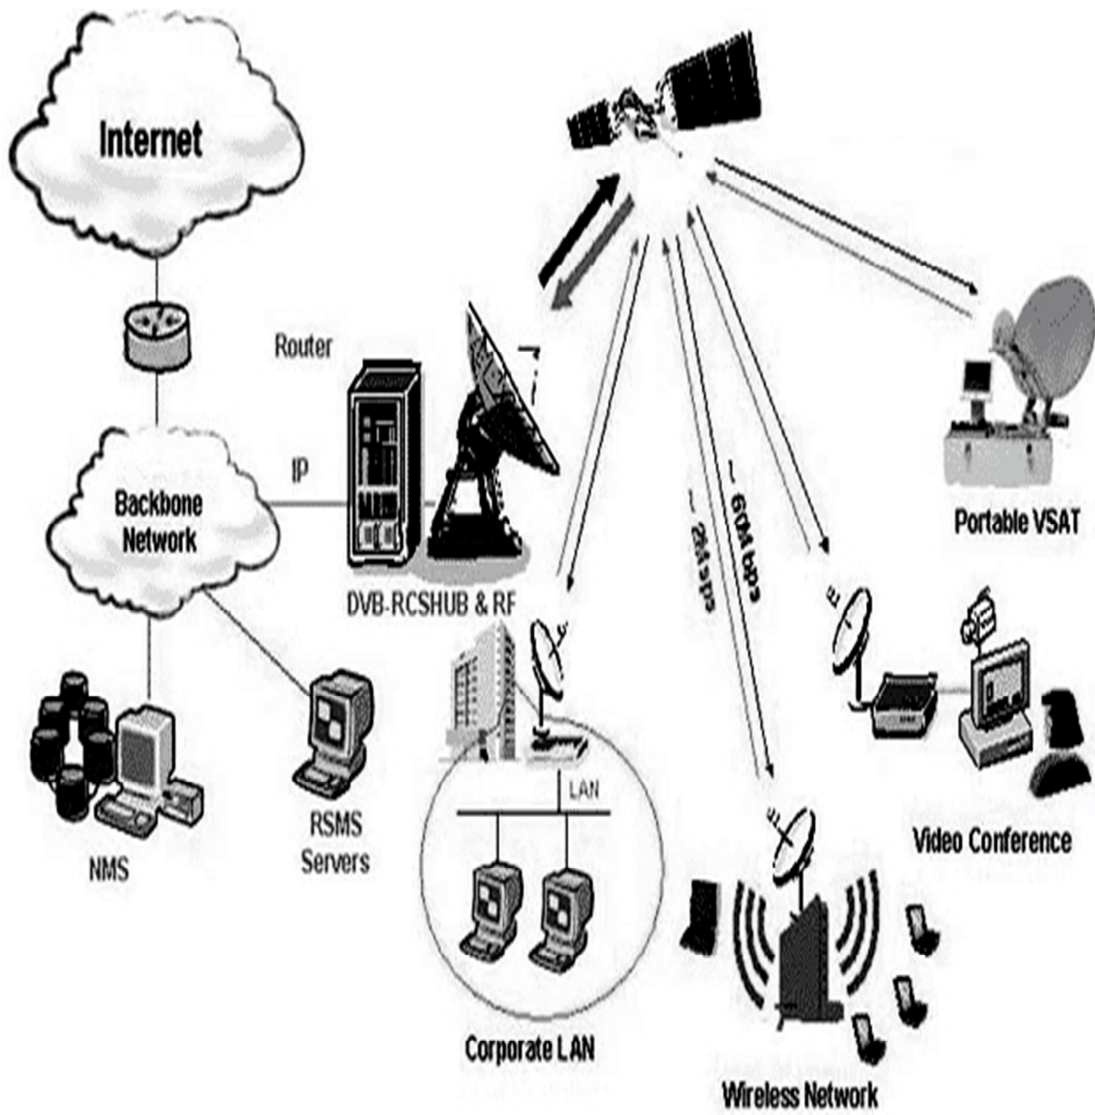 Internet
Router
IP
Backbone
Network
DVB-RCSHUB & RF
Portable VSAT
~ 60Mbps
NMS
RSMS
Servers
LAN
Corporate LAN
Video Conference
Wireless Network